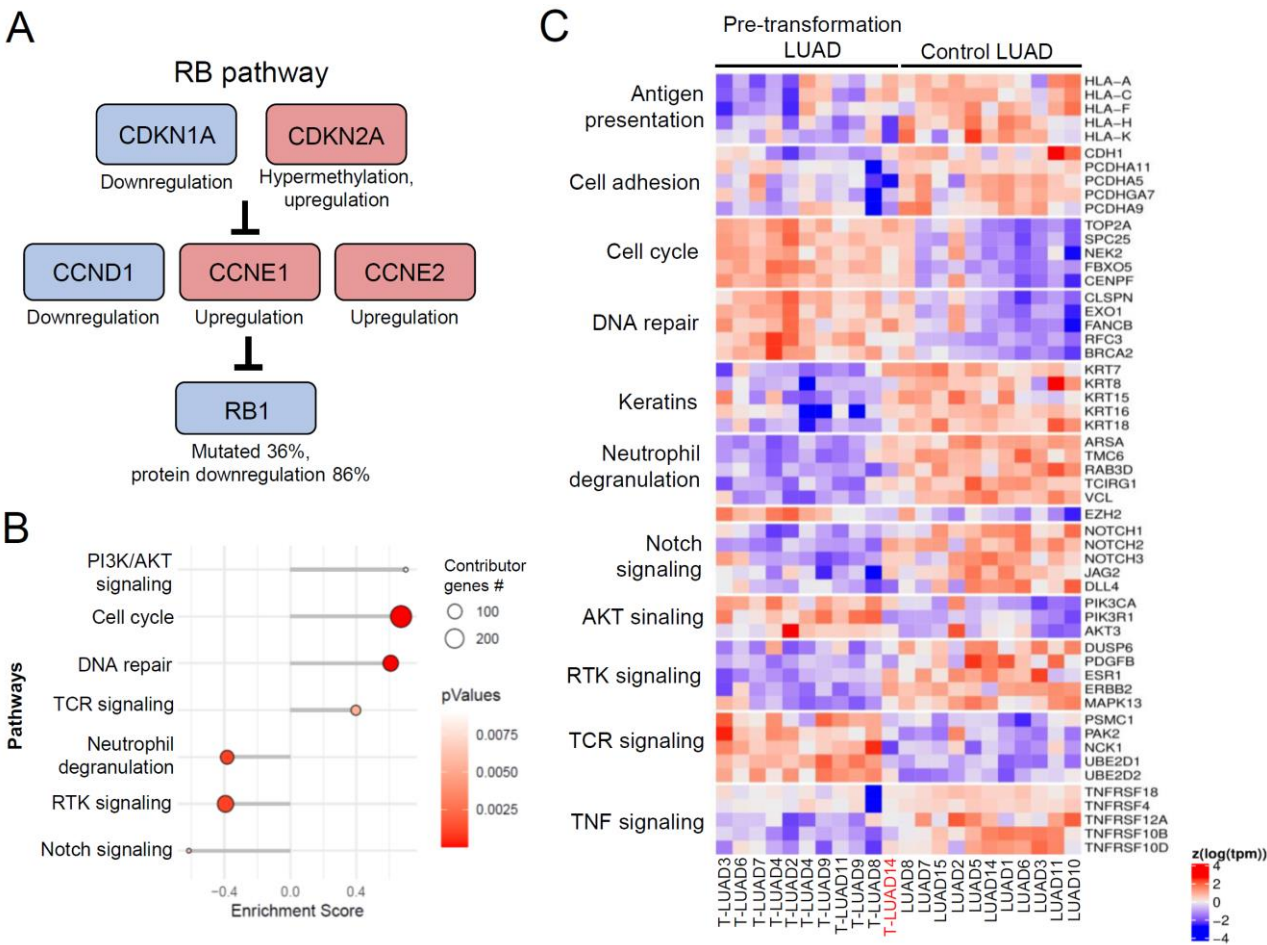 A
RB pathway
CDKN1A
CDKN2A
Downregulation
Hypermethylation,
upregulation
CCND1
CCNE1
CCNE2
Downregulation
Upregulation
Upregulation
RB1
Mutated 36%,
protein downregulation 86%
B
Pathways
PI3K/AKT
signaling
Cell cycle
DNA repair
TCR signaling
Neutrophil
degranulation
RTK signaling
Notch signaling
−0.4
0.0
0.4
Enrichment Score
Contributor
genes #
100
200
pValues
0.0075
0.0050
0.0025
C
Pre-transformation
LUAD
Control LUAD
Antigen
presentation
HLA−A
HLA−C
HLA−F
HLA−H
HLA−K
Cell adhesion
CDH1
PCDHA11
PCDHA5
PCDHGA7
PCDHA9
Cell cycle
TOP2A
SPC25
NEK2
FBXO5
CENPF
DNA repair
CLSPN
EXO1
FANCB
RFC3
BRCA2
Keratins
KRT7
KRT8
KRT15
KRT16
KRT18
Neutrophil
degranulation
ARSA
TMC6
RAB3D
TCIRG1
VCL
EZH2
Notch
signaling
NOTCH1
NOTCH2
NOTCH3
JAG2
DLL4
AKT sinaling
PIK3CA
PIK3R1
AKT3
RTK signaling
DUSP6
PDGFB
ESR1
ERBB2
MAPK13
TCR signaling
PSMC1
PAK2
NCK1
UBE2D1
UBE2D2
TNF signaling
TNFRSF18
TNFRSF4
TNFRSF12A
TNFRSF10B
TNFRSF10D
T-LUAD3
T-LUAD6
T-LUAD7
T-LUAD4
T-LUAD2
T-LUAD4
T-LUAD9
T-LUAD11
T-LUAD9
T-LUAD8
T-LUAD14
LUAD8
LUAD7
LUAD15
LUAD2
LUAD5
LUAD14
LUAD1
LUAD6
LUAD3
LUAD11
LUAD10
z(log(tpm))
4
2
0
−2
−4